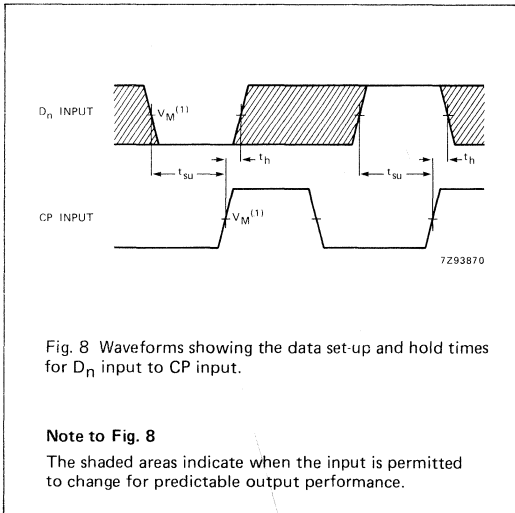 Dn INPUT
VM(1)
th
th
tsu
tsu
CP INPUT
VM(1)
7Z93870
Fig. 8 Waveforms showing the data set-up and hold times
for Dn input to CP input.
Note to Fig. 8
The shaded areas indicate when the input is permitted
to change for predictable output performance.